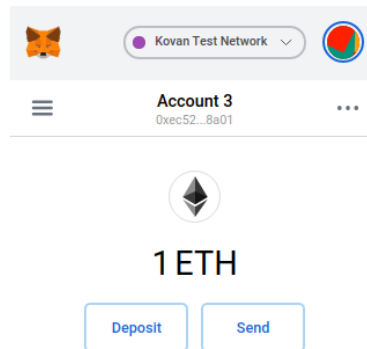 Kovan Test Network
Account 3
0xec52...8a01
1 ETH
Deposit
Send